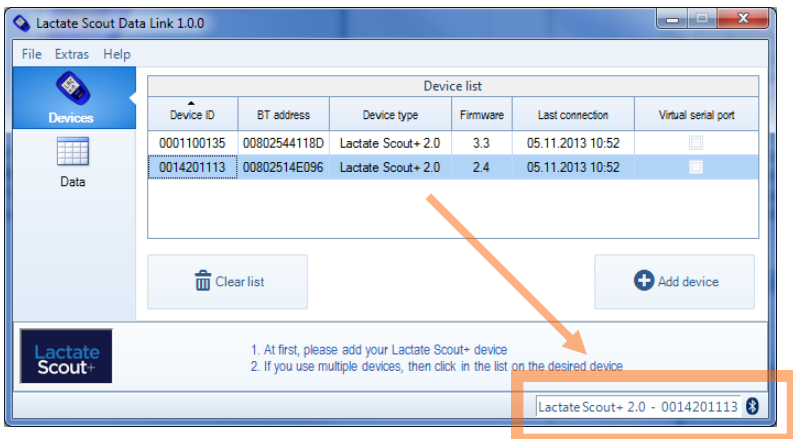 Lactate Scout Data Link 1.0.0
File Extras Help
Devices
Data
Device list
Device ID BT address Device type Firmware Last connection Virtual serial port
0001100135 00802544118D Lactate Scout+ 2.0 3.3 05.11.2013 10:52
0014201113 00802514E096 Lactate Scout+ 2.0 2.4 05.11.2013 10:52
Clear list
Add device
Lactate
Scout+
1. At first, please add your Lactate Scout+ device
2. If you use multiple devices, then click in the list on the desired device
Lactate Scout+ 2.0 - 0014201113